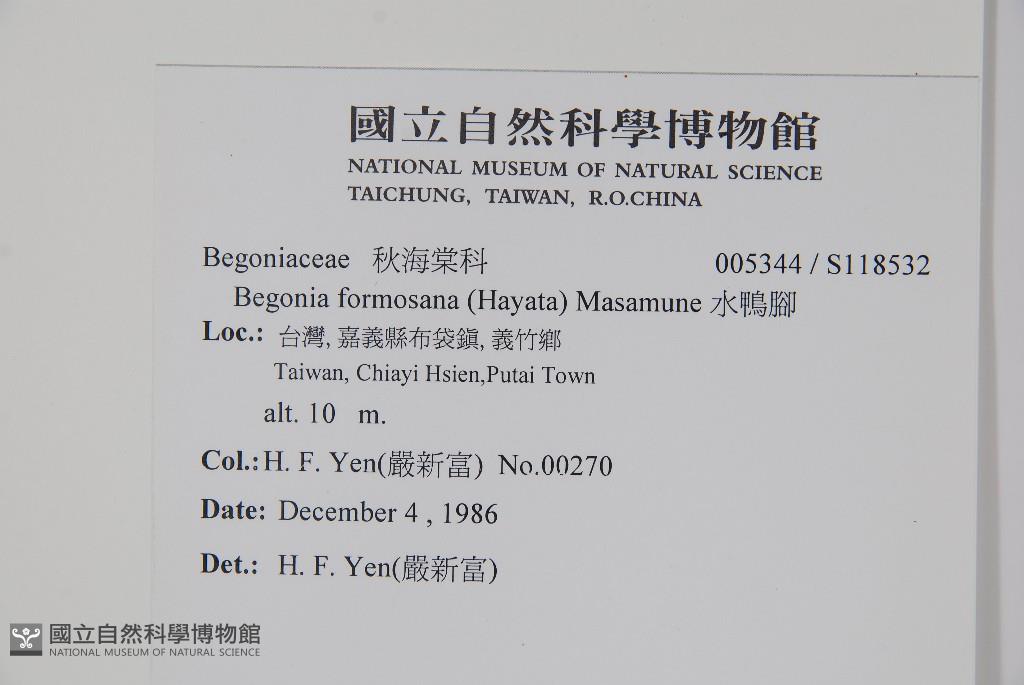 國立自然科學博物館
NATIONAL MUSEUM OF NATURAL SCIENCE
TAICHUNG, TAIWAN, R.O.CHINA
Begoniaceae 秋海棠科 005344 / S118532
Begonia formosana (Hayata) Masamune 水鴨腳
Loc.: 台灣, 嘉義縣布袋鎮, 義竹鄉
Taiwan, Chiayi Hsien,Putai Town
alt. 10 m.
Col.: H. F. Yen(嚴新富) No.00270
Date: December 4 , 1986
Det.: H. F. Yen(嚴新富)
國立自然科學博物館
NATIONAL MUSEUM OF NATURAL SCIENCE